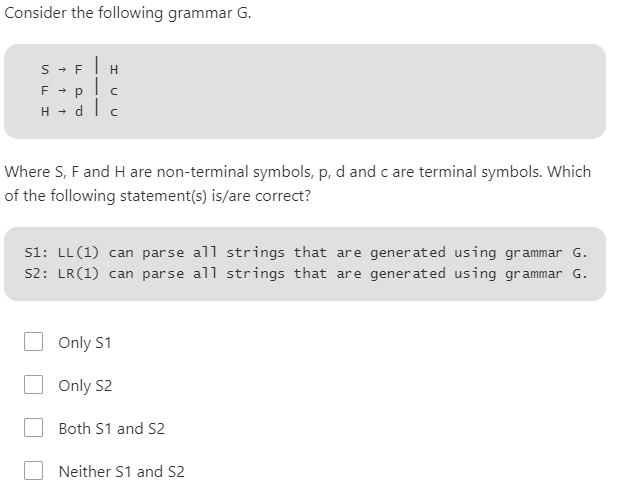 Consider the following grammar G.
S → F | H
F → p | c
H → d | c
Where S, F and H are non-terminal symbols, p, d and c are terminal symbols. Which
of the following statement(s) is/are correct?
S1: LL(1) can parse all strings that are generated using grammar G.
S2: LR(1) can parse all strings that are generated using grammar G.
Only S1
Only S2
Both S1 and S2
Neither S1 and S2